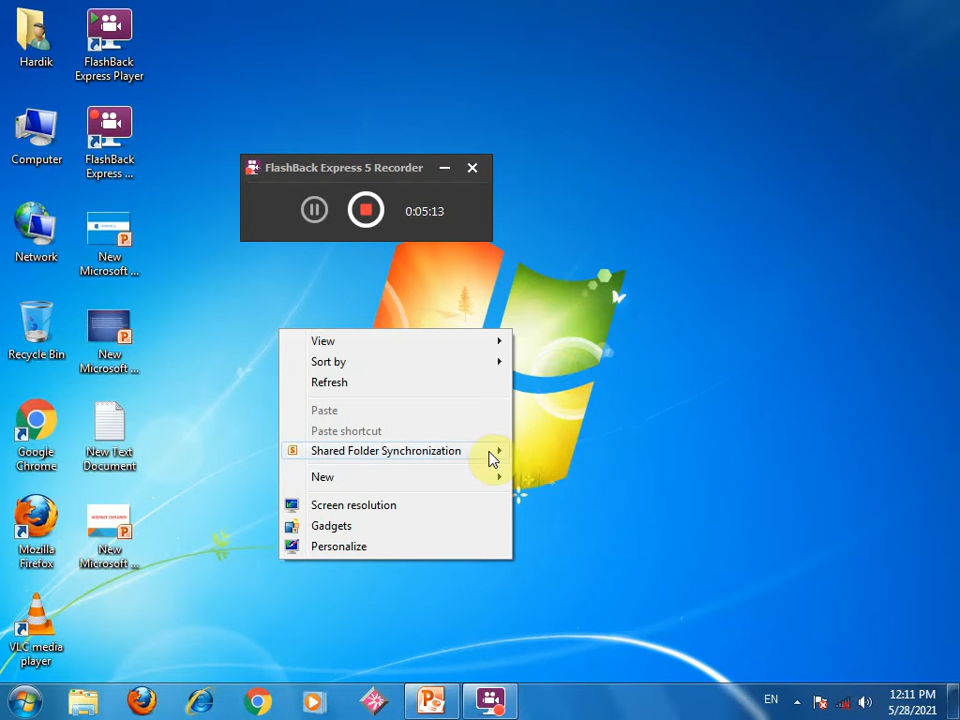 Hardik
FlashBack
Express Player
Computer
FlashBack
Express ...
Network
New
Microsoft ...
Recycle Bin
New
Microsoft ...
Google
Chrome
New Text
Document
Mozilla
Firefox
New
Microsoft ...
VLC media
player
FlashBack Express 5 Recorder
0:05:13
View
Sort by
Refresh
Paste
Paste shortcut
Shared Folder Synchronization
New
Screen resolution
Gadgets
Personalize
EN
12:11 PM
5/28/2021